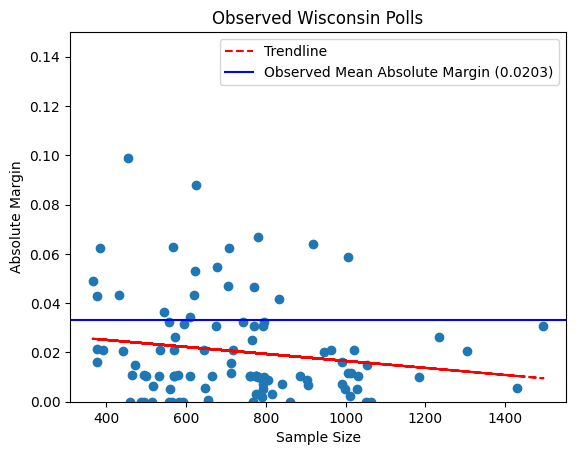 Observed Wisconsin Polls
Trendline
Observed Mean Absolute Margin (0.0203)
Absolute Margin
0.14
0.12
0.10
0.08
0.06
0.04
0.02
0.00
400 600 800 1000 1200 1400
Sample Size